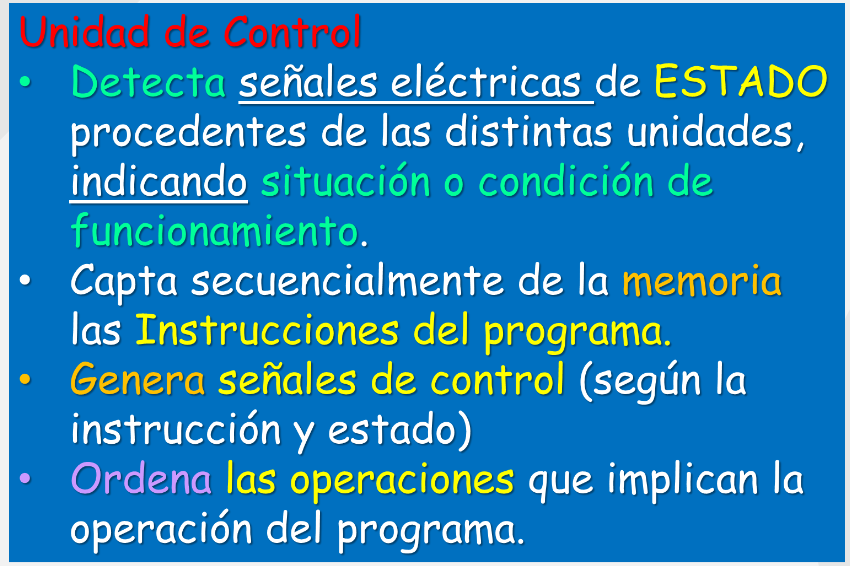 Unidad de Control
• Detecta señales eléctricas de ESTADO
procedentes de las distintas unidades,
indicando situación o condición de
funcionamiento.
• Capta secuencialmente de la memoria
las Instrucciones del programa.
• Genera señales de control (según la
instrucción y estado)
• Ordena las operaciones que implican la
operación del programa.